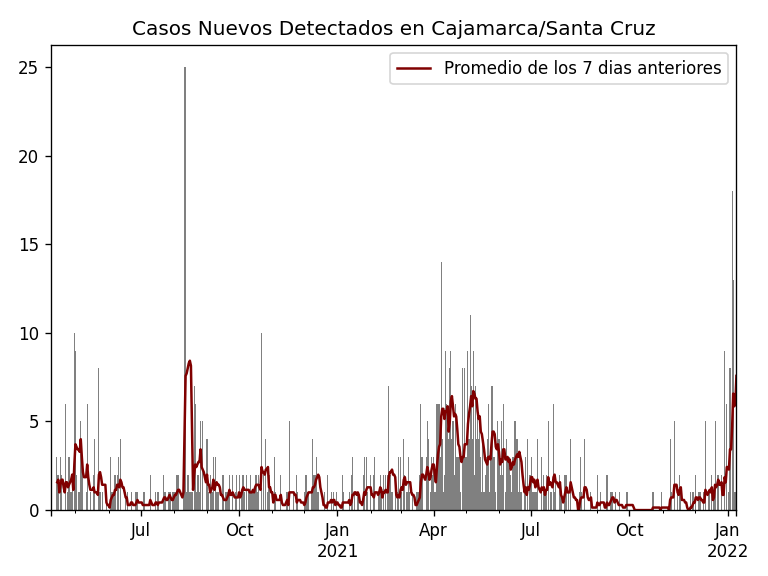 Casos Nuevos Detectados en Cajamarca/Santa Cruz
Promedio de los 7 dias anteriores
25
20
15
10
5
0
Jul Oct Jan Apr Jul Oct Jan
2021 2022